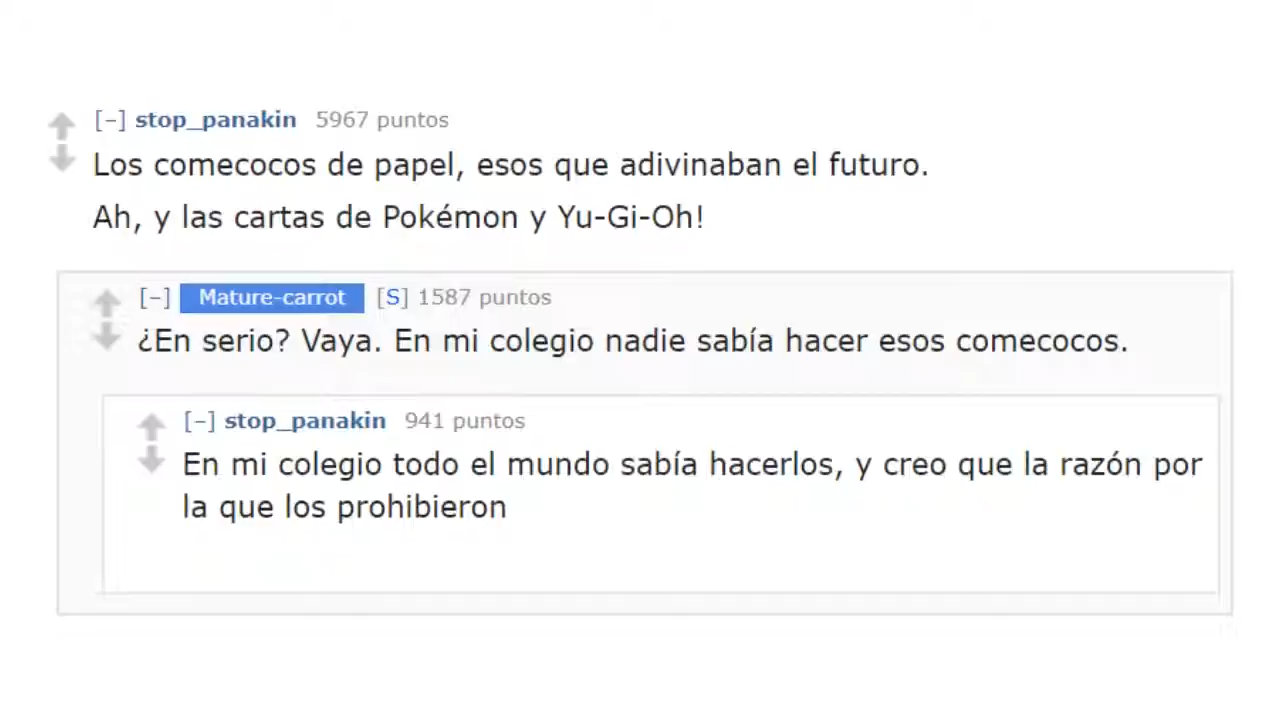 [–] stop_panakin 5967 puntos
Los comecocos de papel, esos que adivinaban el futuro.
Ah, y las cartas de Pokémon y Yu-Gi-Oh!
[–] Mature-carrot [S] 1587 puntos
¿En serio? Vaya. En mi colegio nadie sabía hacer esos comecocos.
[–] stop_panakin 941 puntos
En mi colegio todo el mundo sabía hacerlos, y creo que la razón por
la que los prohibieron